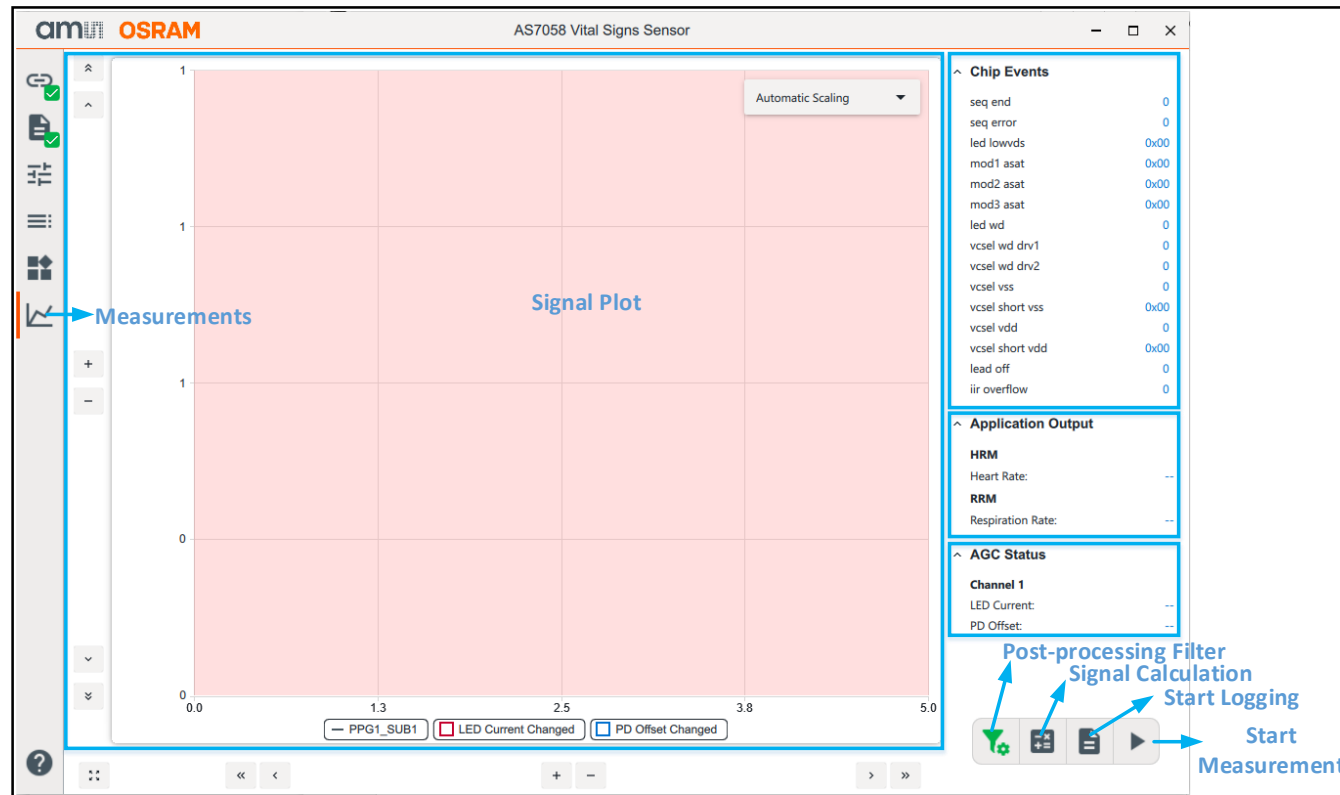 amu OSRAM
AS7058 Vital Signs Sensor
Automatic Scaling
1
1
1
0
0
0.0 1.3 2.5 3.8 5.0
PPG1_SUB1 LED Current Changed PD Offset Changed
Signal Plot
Measurements
Chip Events
seq end 0
seq error 0
led lowvds 0x00
mod1 asat 0x00
mod2 asat 0x00
mod3 asat 0x00
led wd 0
vcsel wd drv1 0
vcsel wd drv2 0
vcsel vss 0
vcsel short vss 0x00
vcsel vdd 0
vcsel short vdd 0x00
lead off 0
iir overflow 0
Application Output
HRM
Heart Rate: --
RRM
Respiration Rate: --
AGC Status
Channel 1
LED Current: --
PD Offset: --
Post-processing Filter
Signal Calculation
Start Logging
Start
Measurement